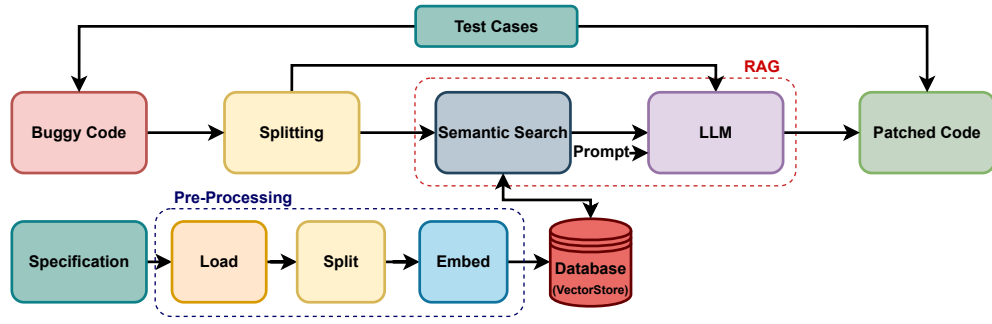 Test Cases
RAG
Buggy Code
Splitting
Semantic Search
LLM
Patched Code
Prompt
Pre-Processing
Specification
Load
Split
Embed
Database
(VectorStore)